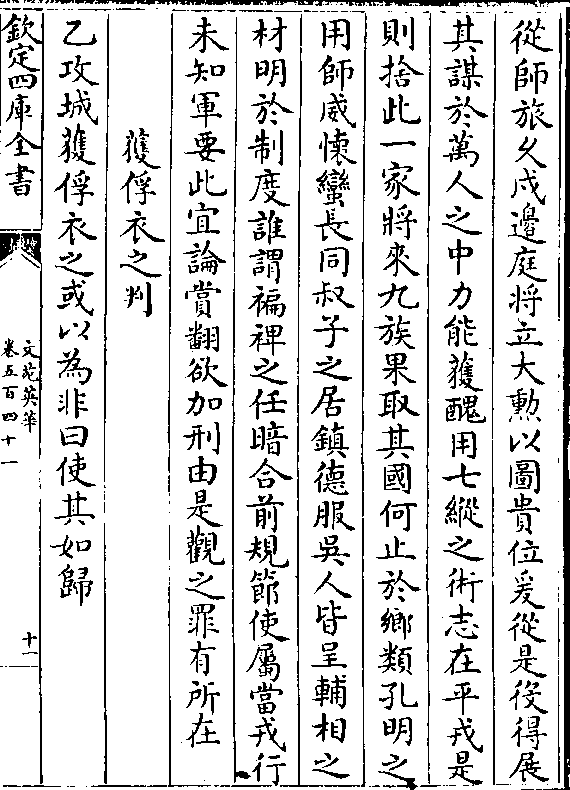 從師旅久戍邊庭將立大勲以圖貴位爰從是役得展
其謀於萬人之中力能獲醜用七縱之術志在平戎是
則捨此一家將來九族果取其國何止於鄉類孔明之
用師威懷蠻長同叔子之居鎮德服吳人皆呈輔相之
材明於制度誰謂褊裨之任暗合前規節使屬當戎行
未知軍要此宜論賞翻欲加刑由是觀之罪有所在
獲俘衣之判
乙攻城獲俘衣之或以為非曰使其如歸
欽定四庫全書
文苑英華
卷五百四十一
十一